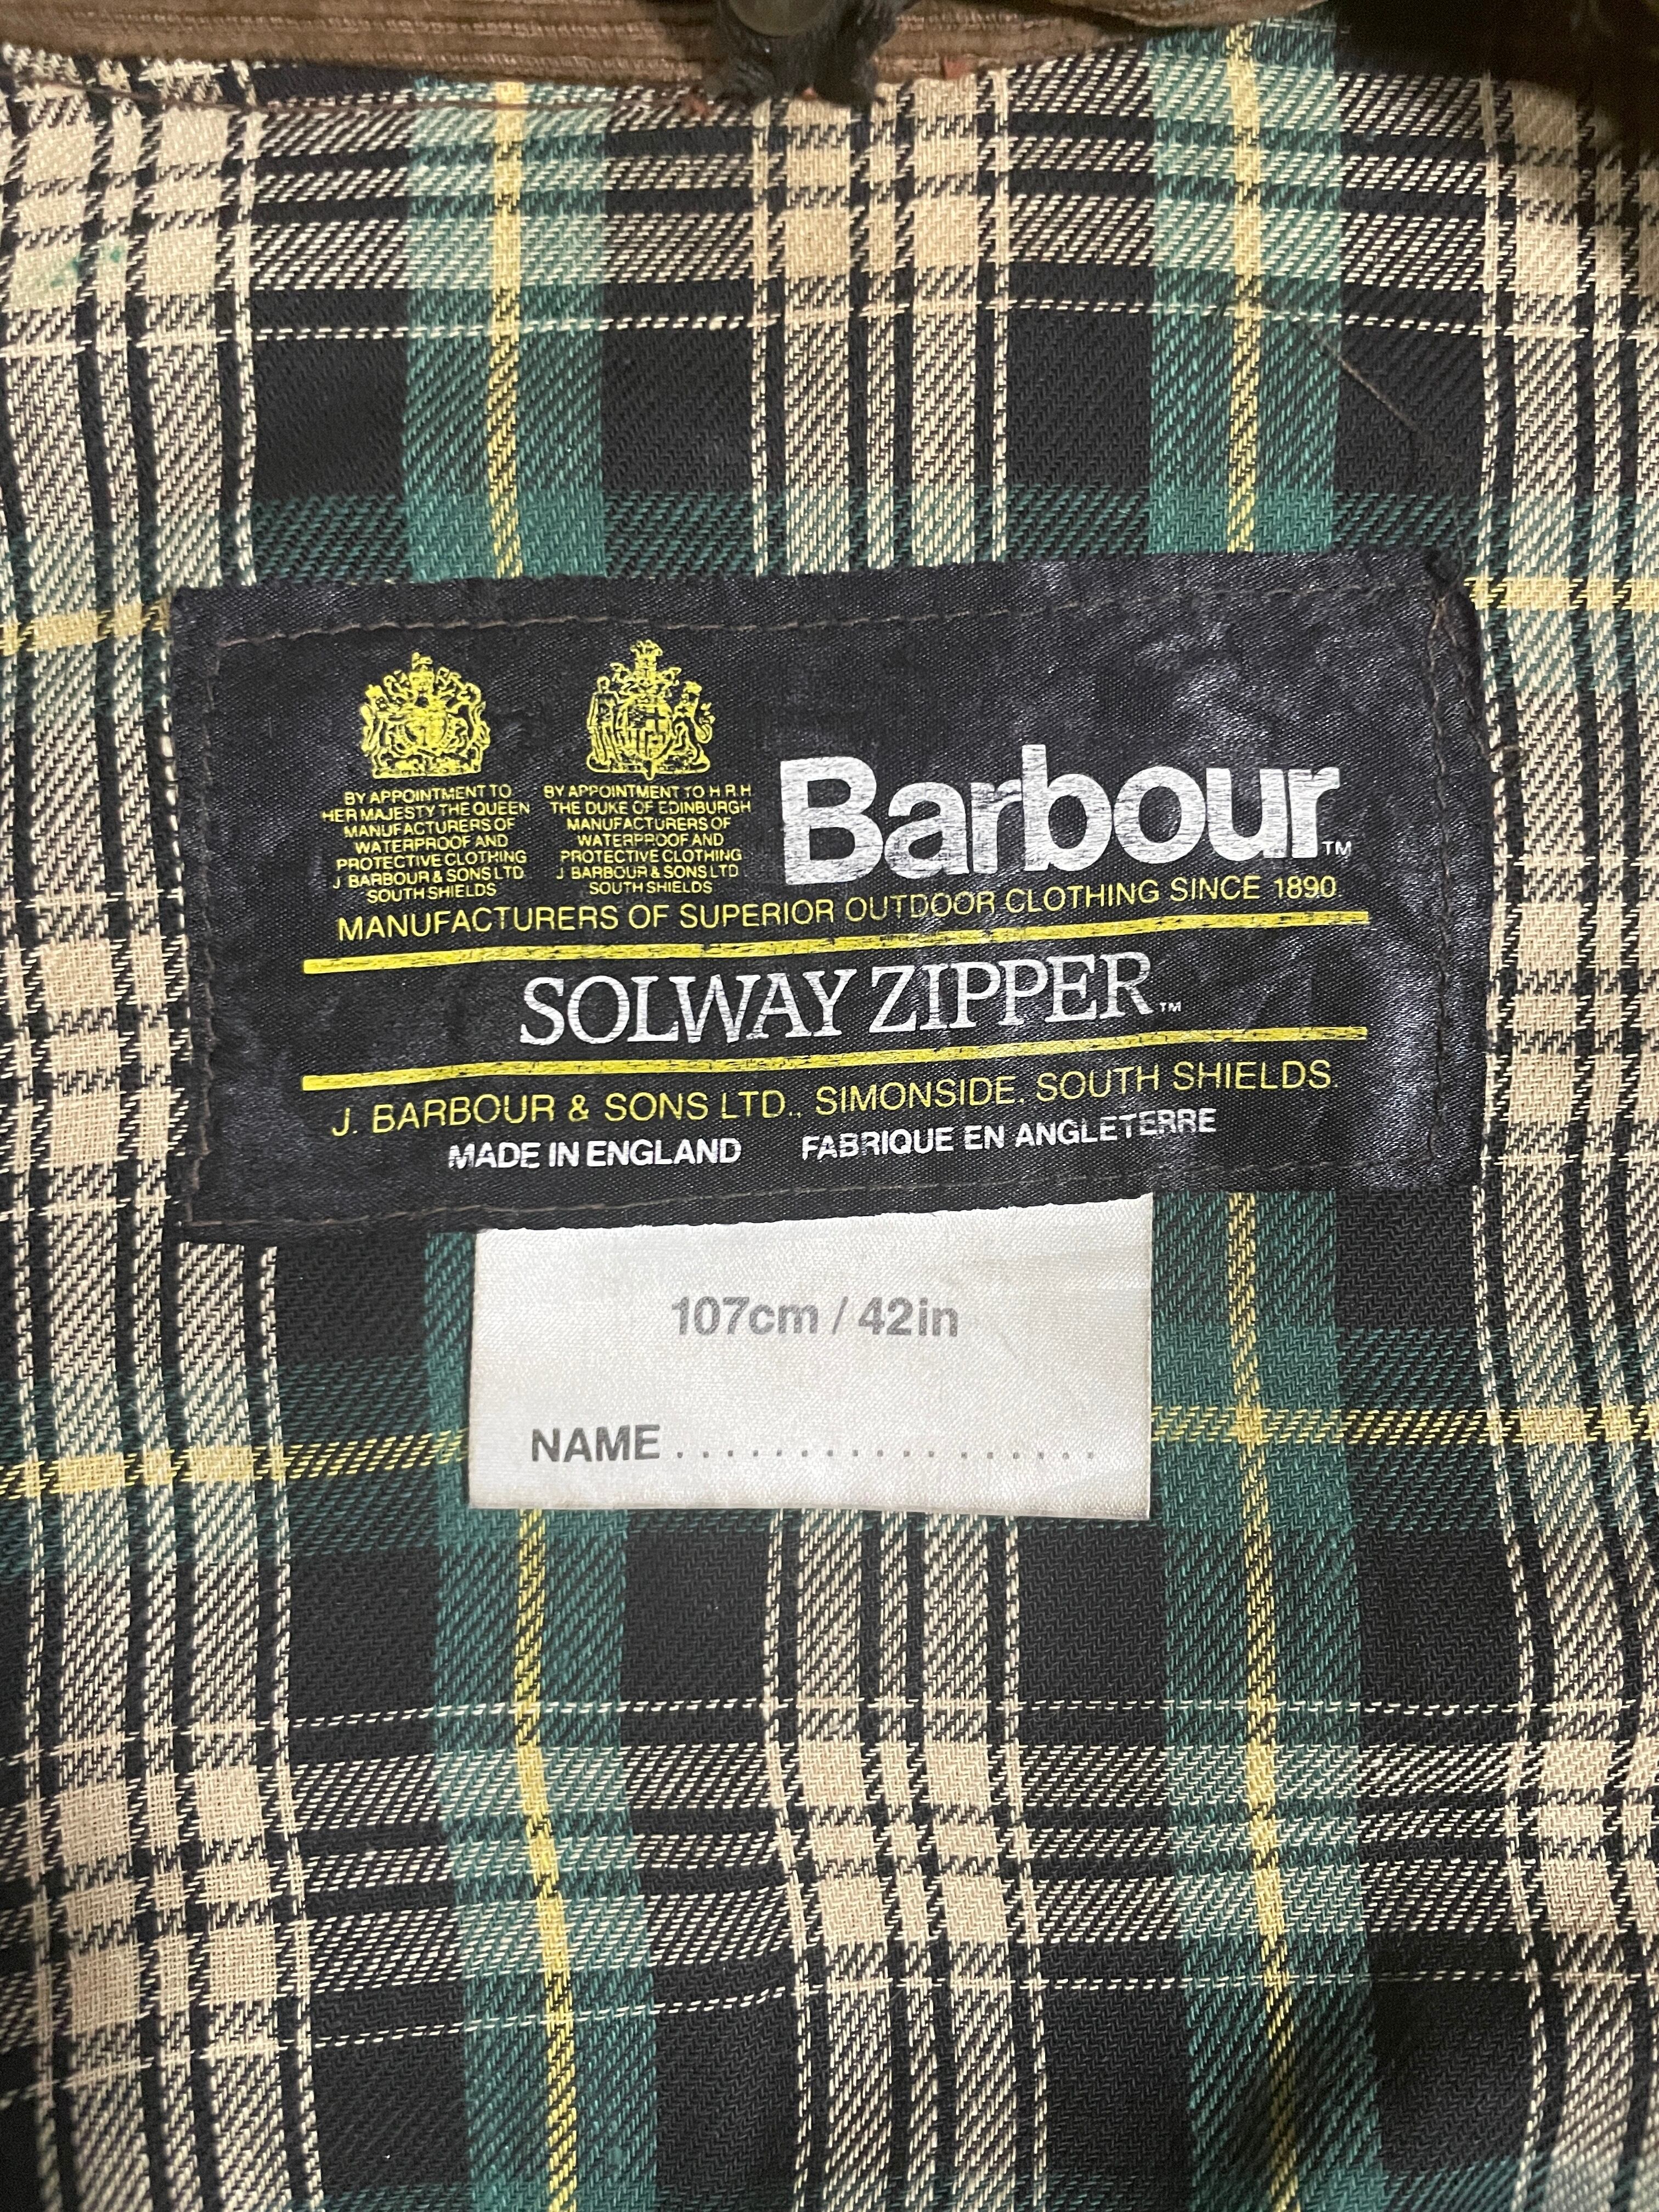 BY APPOINTMENT TO
HER MAJESTY THE QUEEN
MANUFACTURERS OF
WATERPROOF AND
PROTECTIVE CLOTHING
J BARBOUR & SONS LTD
SOUTH SHIELDS
BY APPOINTMENT TO H R H
THE DUKE OF EDINBURGH
MANUFACTURERS OF
WATERPROOF AND
PROTECTIVE CLOTHING
J BARBOUR & SONS LTD
SOUTH SHIELDS
Barbour™
MANUFACTURERS OF SUPERIOR OUTDOOR CLOTHING SINCE 1890
SOLWAY ZIPPER™
J. BARBOUR & SONS LTD., SIMONSIDE, SOUTH SHIELDS.
MADE IN ENGLAND FABRIQUE EN ANGLETERRE
107cm / 42in
NAME . . . . . . . . . . . . . . . . .